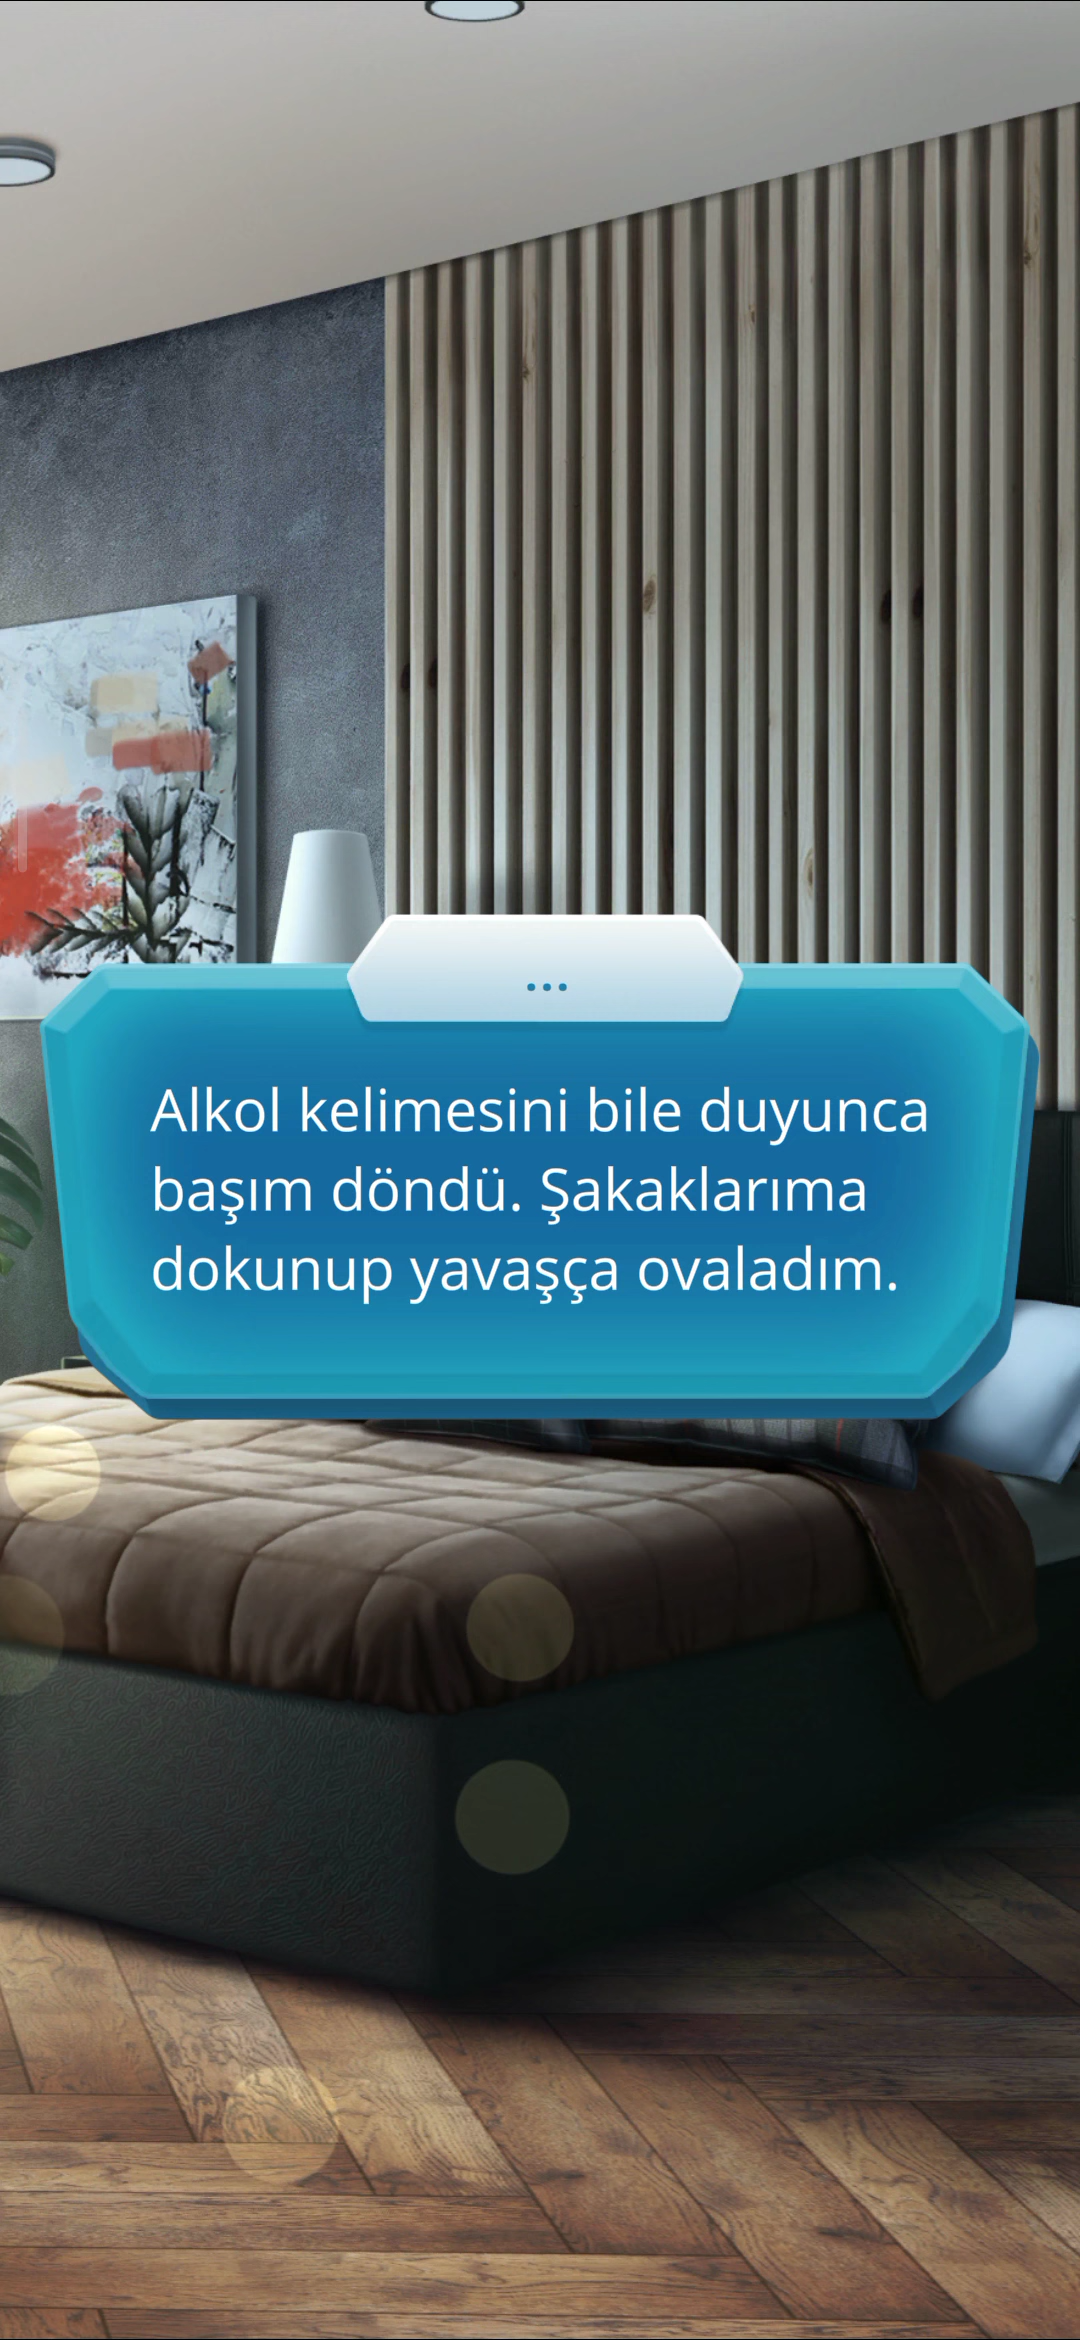 ...
Alkol kelimesini bile duyunca
başım döndü. Şakaklarıma
dokunup yavaşça ovaladım.